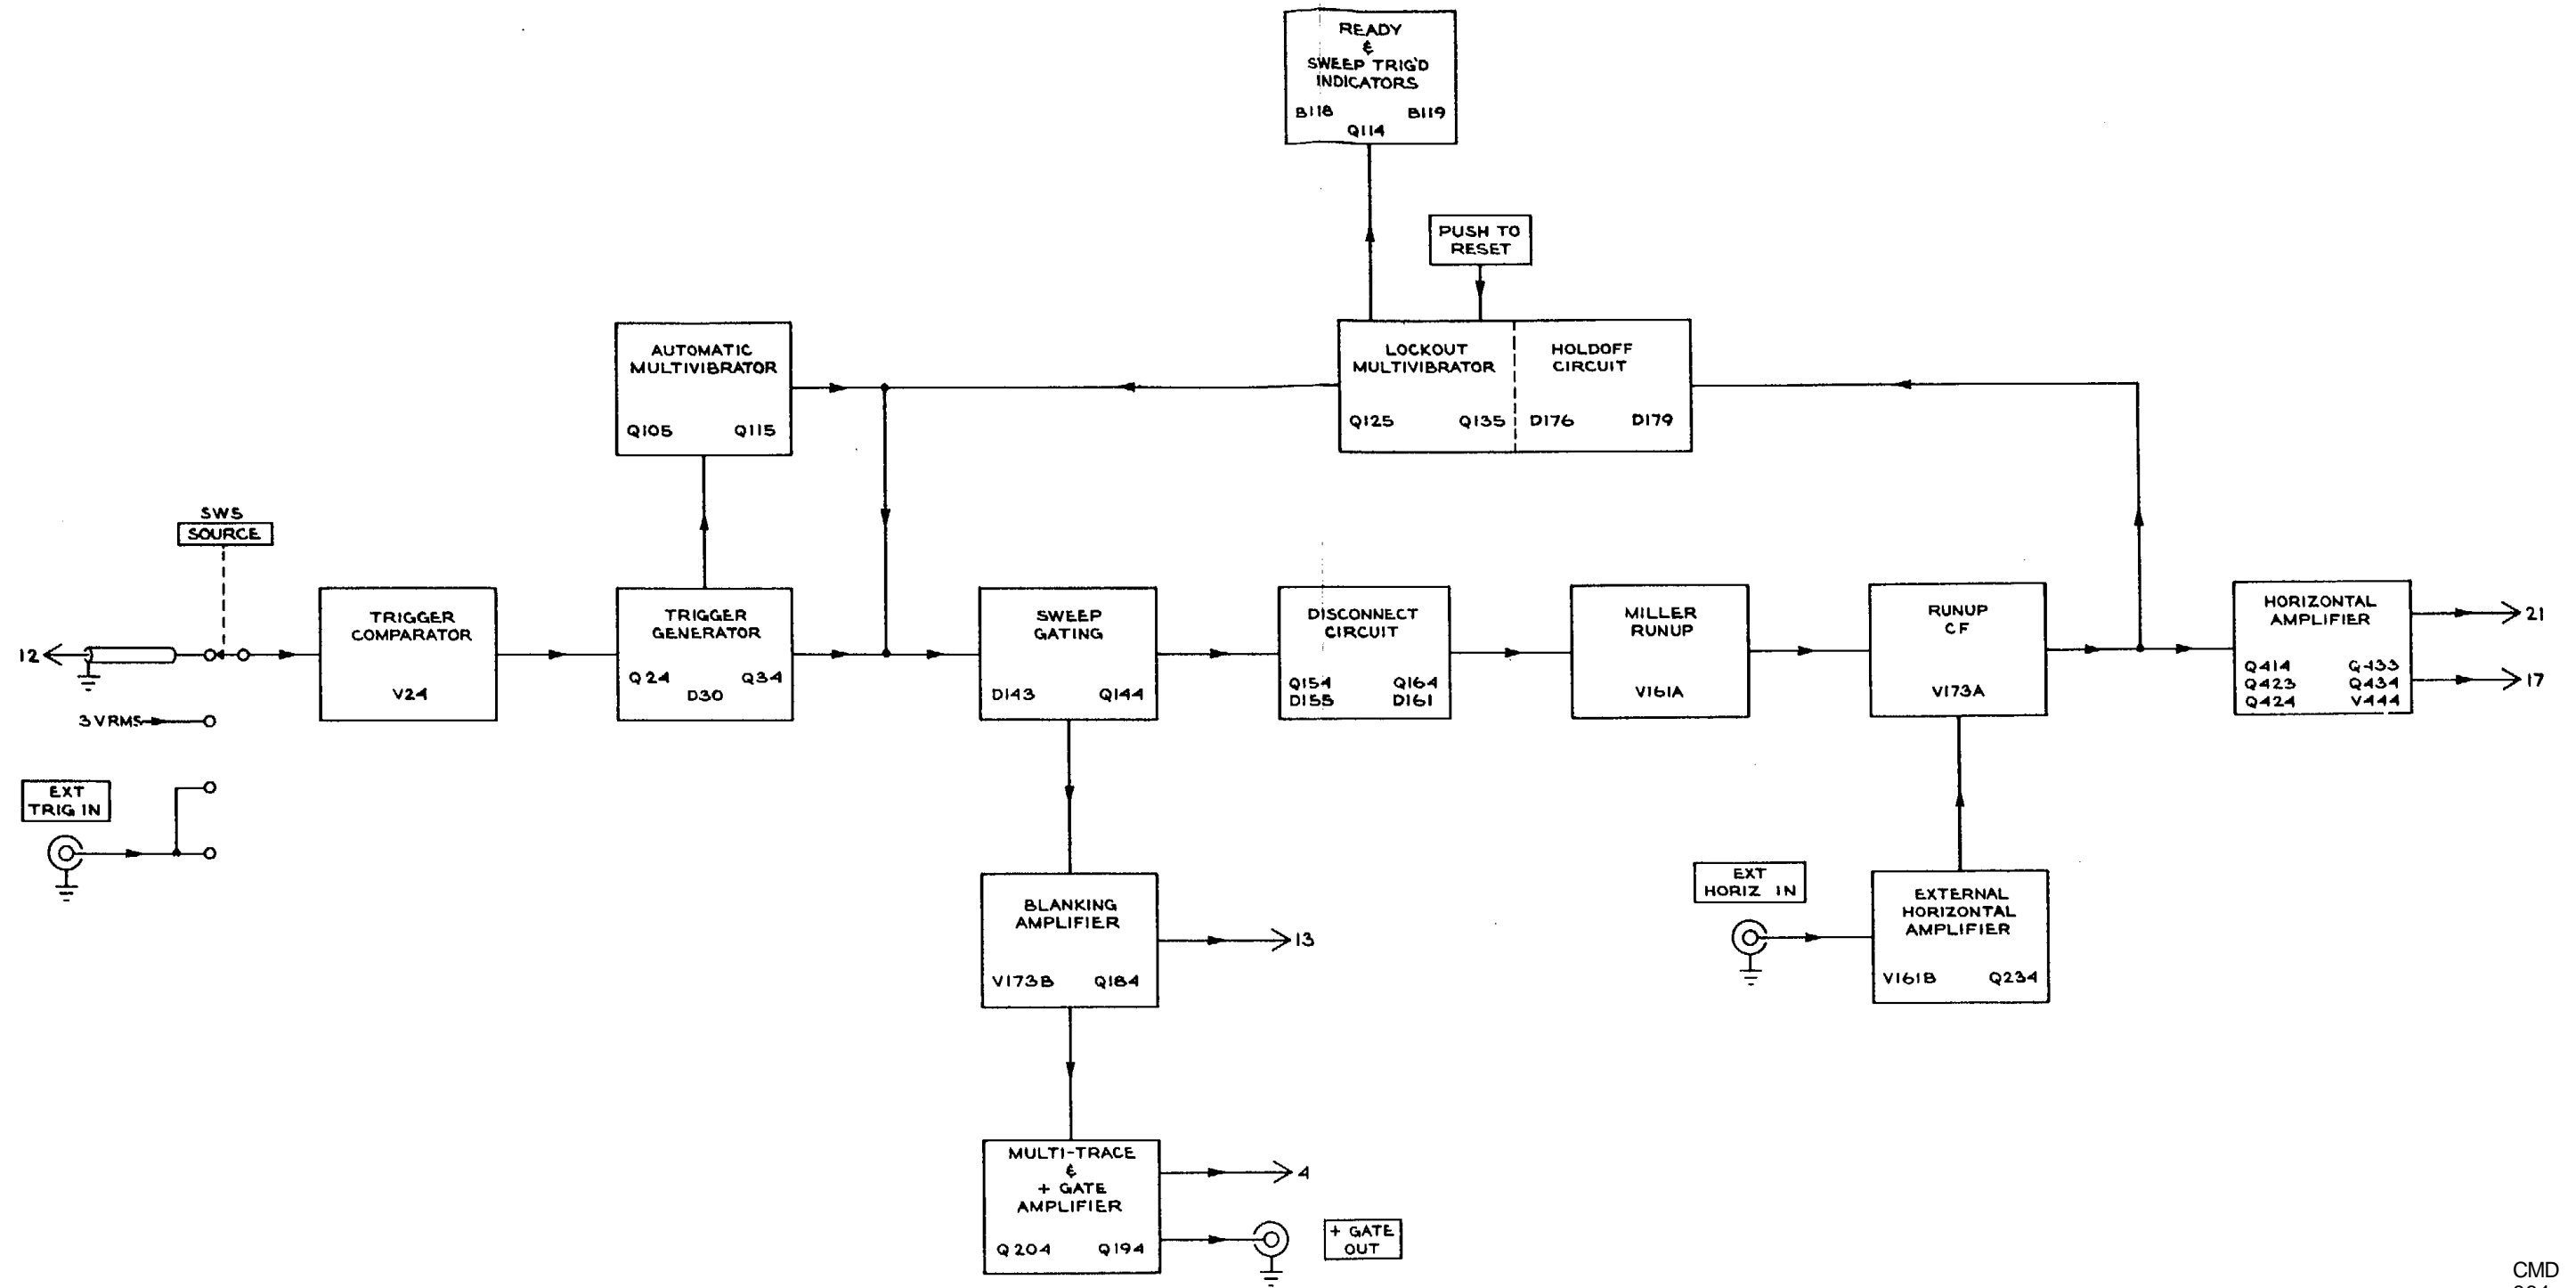 READY
&
SWEEP TRIG'D
INDICATORS
B118 B119
Q114
PUSH TO
RESET
AUTOMATIC
MULTIVIBRATOR
Q105 Q115
LOCKOUT
MULTIVIBRATOR
Q125 Q135
HOLDOFF
CIRCUIT
D176 D179
SW5
SOURCE
12
3 VRMS
EXT
TRIG IN
TRIGGER
COMPARATOR
V24
TRIGGER
GENERATOR
Q24 Q34
D30
SWEEP
GATING
D143 Q144
DISCONNECT
CIRCUIT
Q154 Q164
D155 D161
MILLER
RUNUP
V161A
RUNUP
CF
V173A
HORIZONTAL
AMPLIFIER
Q414 Q433
Q423 Q434
Q424 V444
21
17
BLANKING
AMPLIFIER
V173B Q184
13
EXT
HORIZ IN
EXTERNAL
HORIZONTAL
AMPLIFIER
V161B Q234
MULTI-TRACE
&
+ GATE
AMPLIFIER
Q204 Q194
4
+ GATE
OUT
CMD